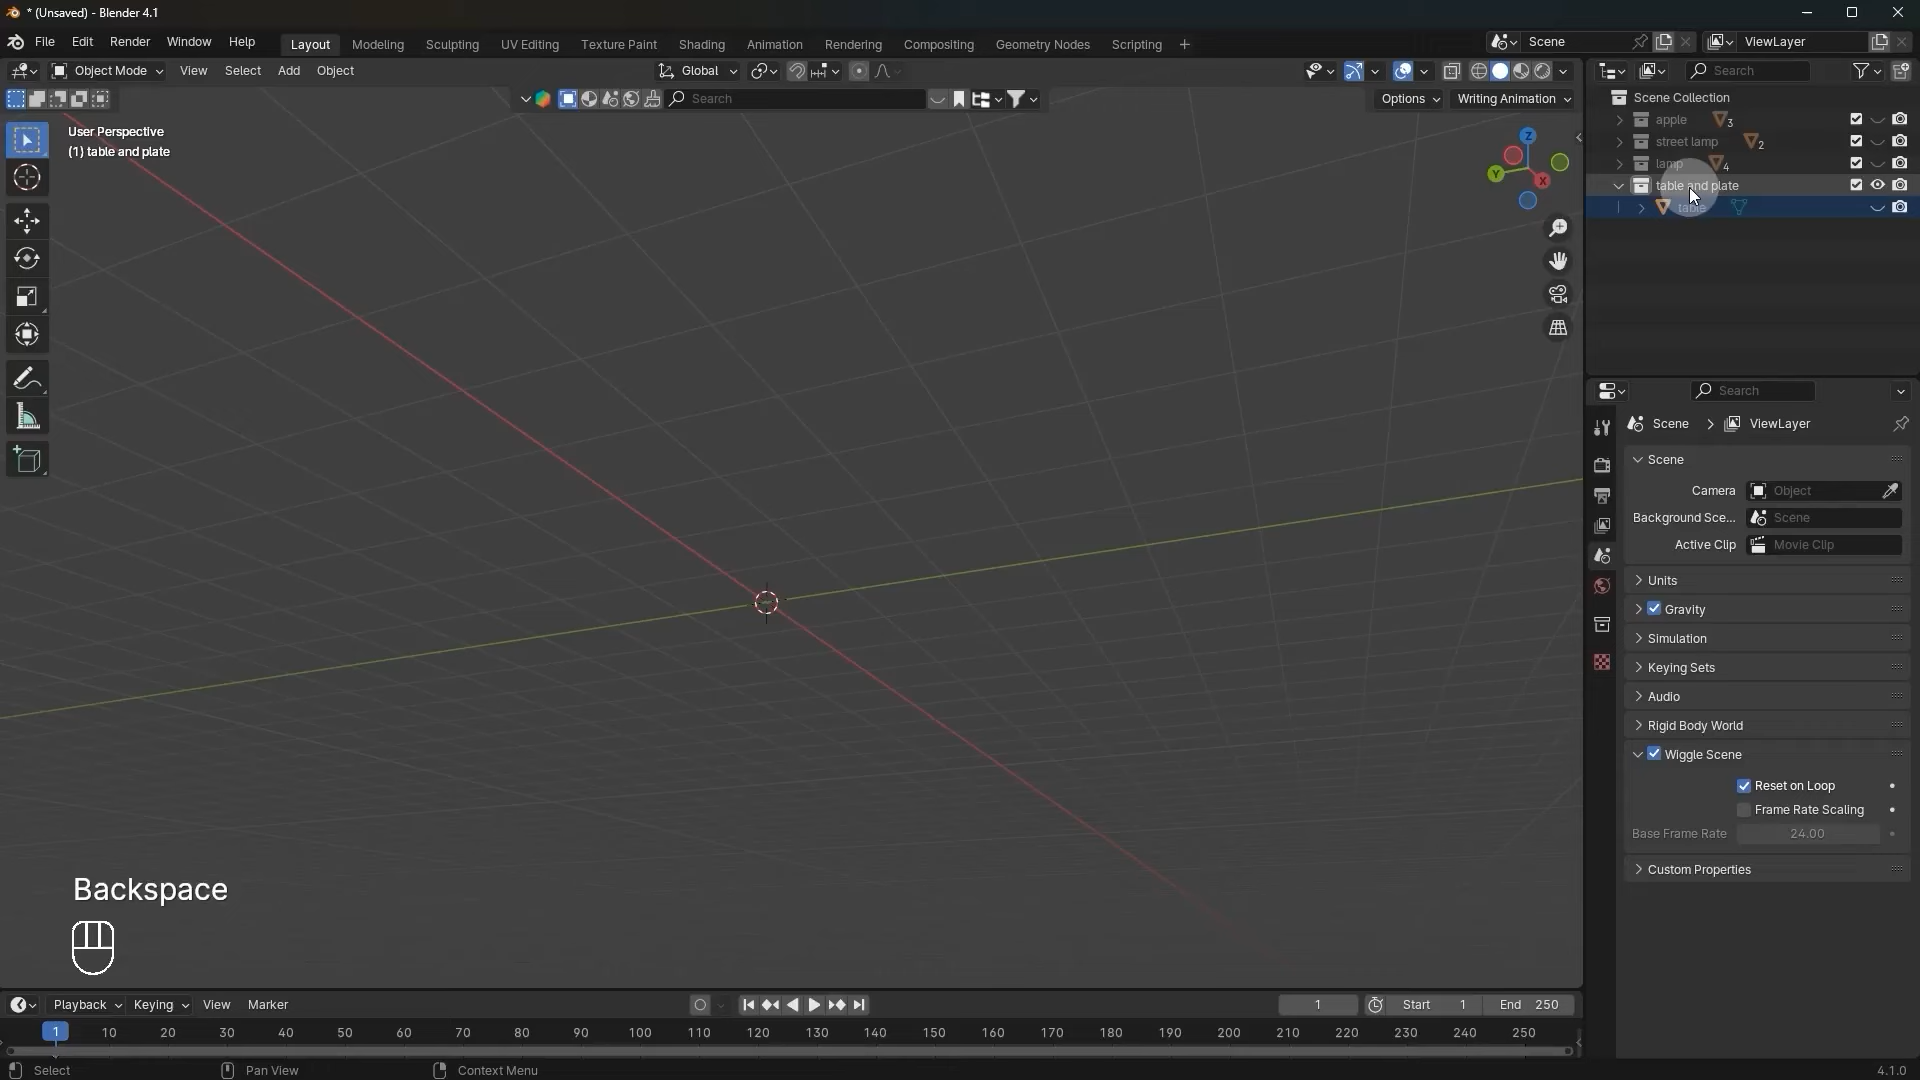 * (Unsaved) - Blender 4.1
File Edit Render Window Help Layout Modeling Sculpting UV Editing Texture Paint Shading Animation Rendering Compositing Geometry Nodes Scripting + Scene ViewLayer
Object Mode View Select Add Object Global Search
Search Options Writing Animation
Scene Collection
apple 3
street lamp 2
lamp 4
table and plate
table
User Perspective
(1) table and plate
Z
Y
X
Search
Scene ViewLayer
Scene
Camera Object
Background Sce... Scene
Active Clip Movie Clip
Units
Gravity
Simulation
Keying Sets
Audio
Rigid Body World
Wiggle Scene
Reset on Loop
Frame Rate Scaling
Base Frame Rate 24.00
Custom Properties
Backspace
Playback Keying View Marker 1 Start 1 End 250
1 10 20 30 40 50 60 70 80 90 100 110 120 130 140 150 160 170 180 190 200 210 220 230 240 250
Select Pan View Context Menu 4.1.0